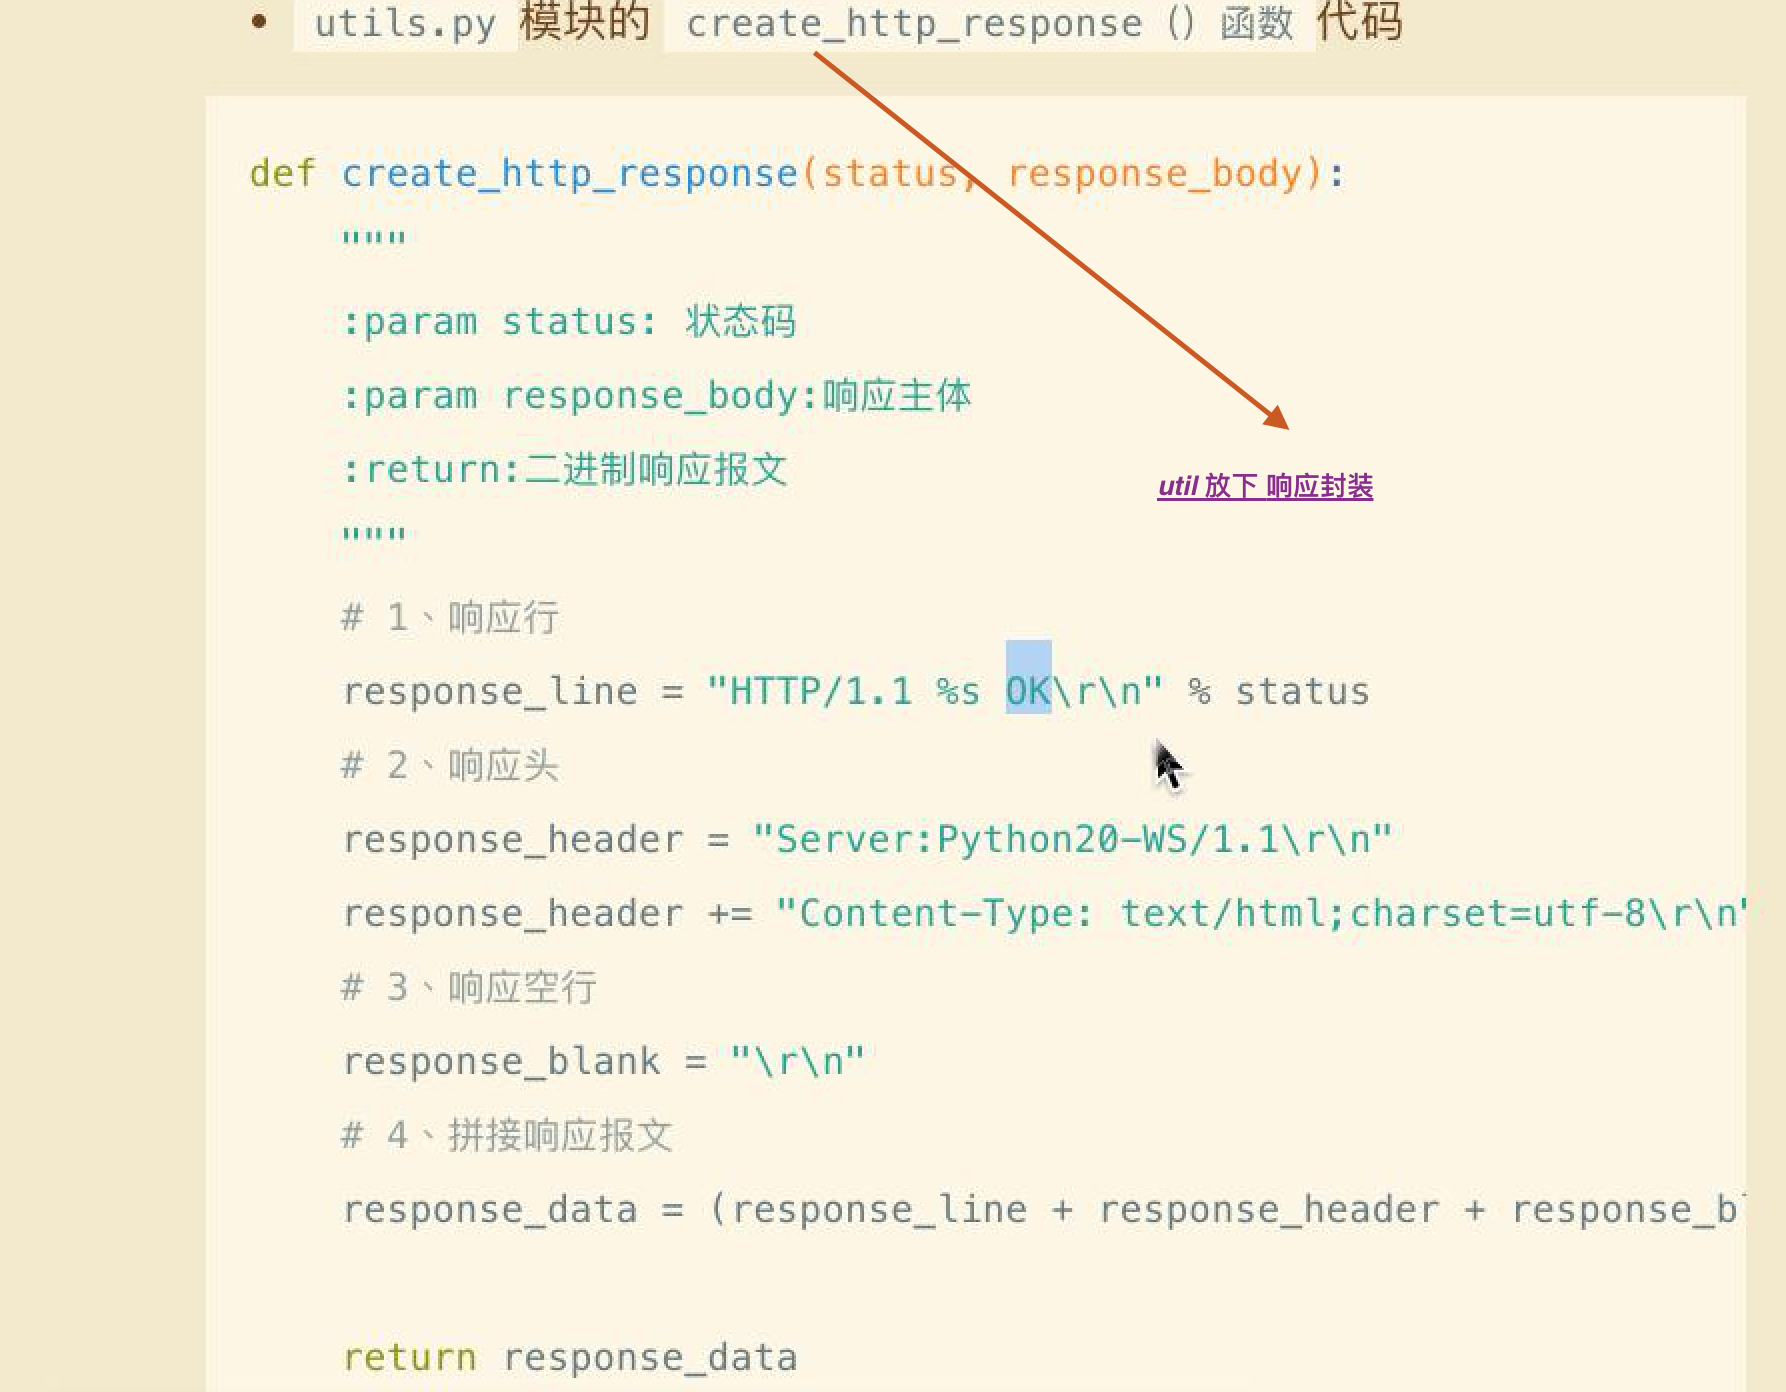 • utils.py 模块的 create_http_response () 函数 代码
def create_http_response(status, response_body):
"""
:param status: 状态码
:param response_body:响应主体
:return:二进制响应报文
util 放下 响应封装
"""
# 1、响应行
response_line = "HTTP/1.1 %s OK\r\n" % status
# 2、响应头
response_header = "Server:Python20-WS/1.1\r\n"
response_header += "Content-Type: text/html;charset=utf-8\r\n"
# 3、响应空行
response_blank = "\r\n"
# 4、拼接响应报文
response_data = (response_line + response_header + response_b
return response_data